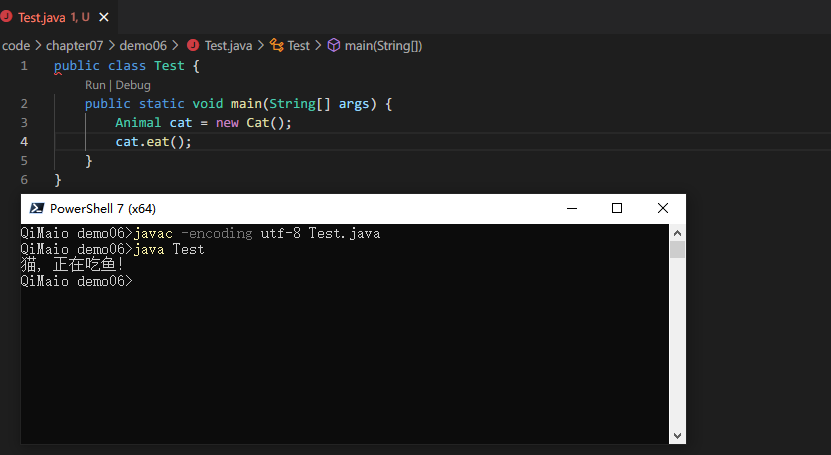 Test.java 1, U
code > chapter07 > demo06 > Test.java > Test > main(String[])
1 public class Test {
Run | Debug
2 public static void main(String[] args) {
3 Animal cat = new Cat();
4 cat.eat();
5 }
6 }
PowerShell 7 (x64)
QiMaio demo06>javac -encoding utf-8 Test.java
QiMaio demo06>java Test
猫，正在吃鱼！
QiMaio demo06>